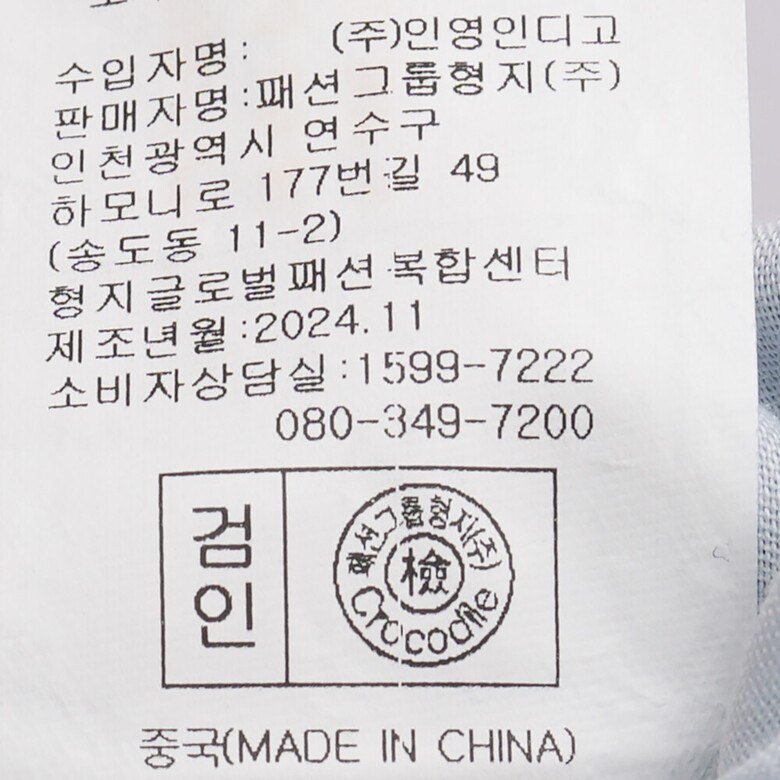 수입자명: (주)인영인디고
판매자명:패션그룹형지(주)
인천광역시 연수구
하모니로 177번길 49
(송도동 11-2)
형지글로벌패션복합센터
제조년월:2024.11
소비자상담실:1599-7222
080-349-7200
검인
패션그룹형지(주)
檢
Crocodile
중국(MADE IN CHINA)